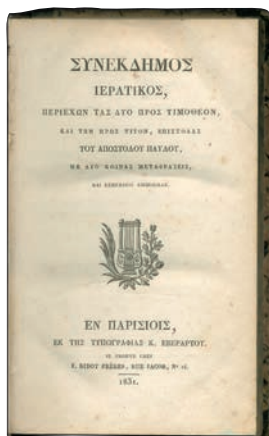 ΣΥΝΕΚΔΗΜΟΣ
ΙΕΡΑΤΙΚΟΣ,
ΠΕΡΙΕΧΩΝ ΤΑΣ ΔΥΟ ΠΡΟΣ ΤΙΜΟΘΕΟΝ,
ΚΑΙ ΤΗΝ ΠΡΟΣ ΤΙΤΟΝ, ΕΠΙΣΤΟΛΑΣ
ΤΟΥ ΑΠΟΣΤΟΛΟΥ ΠΑΥΛΟΥ,
ΜΕ ΔΥΟ ΚΟΙΝΑΣ ΜΕΤΑΦΡΑΣΕΙΣ,
ΕΝ ΠΑΡΙΣΙΟΙΣ,
ΕΚ ΤΗΣ ΤΥΠΟΓΡΑΦΙΑΣ Κ. ΕΒΕΡΑΡΤΟΥ.
DIDOT FRÈRES, RUE JACOB, Nº
1831.